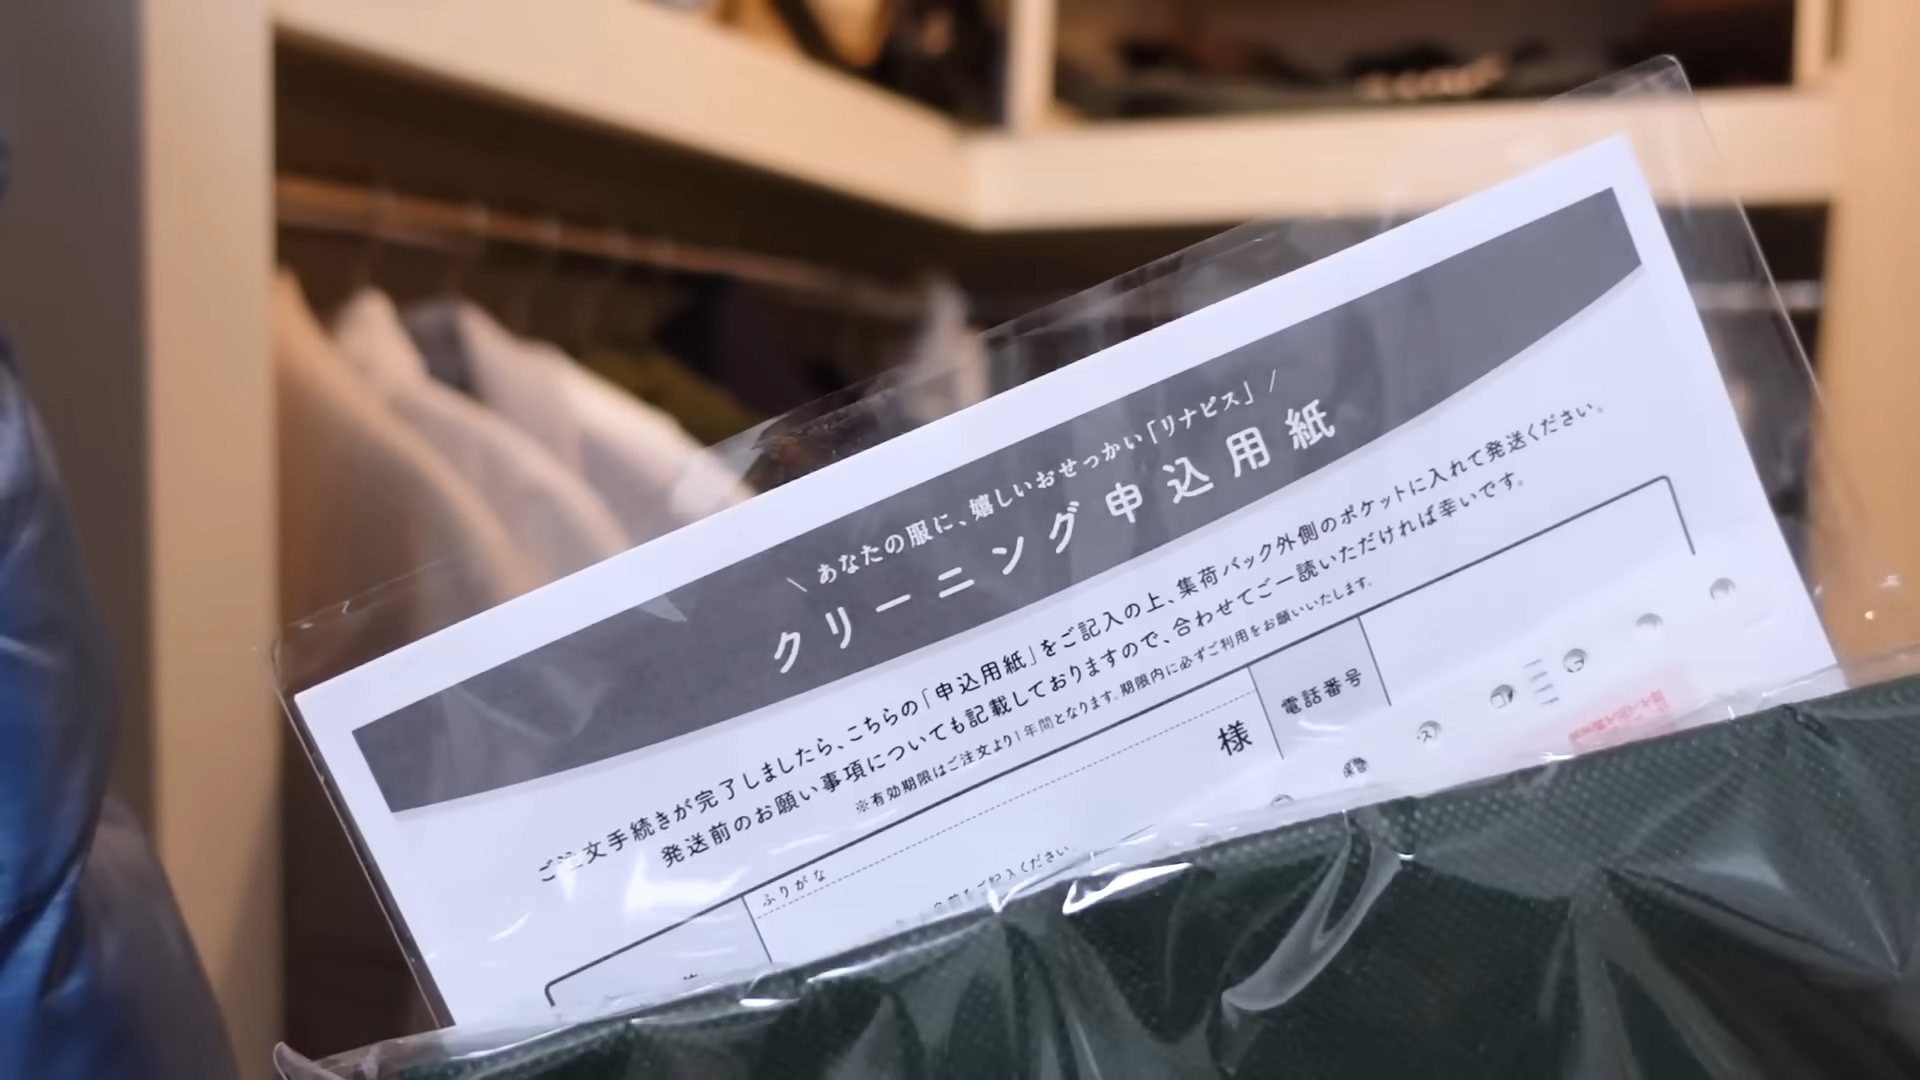 \ あなたの服に、嬉しいおせっかい「リナビス」 /
クリーニング申込用紙
ご注文手続きが完了しましたら、こちらの「申込用紙」をご記入の上、集荷バック外側のポケットに入れて発送ください。
発送前のお願い事項についても記載しておりますので、合わせてご一読いただければ幸いです。
※有効期限はご注文より1年間となります。期限内に必ずご利用をお願いいたします。
ふりがな
様
電話番号